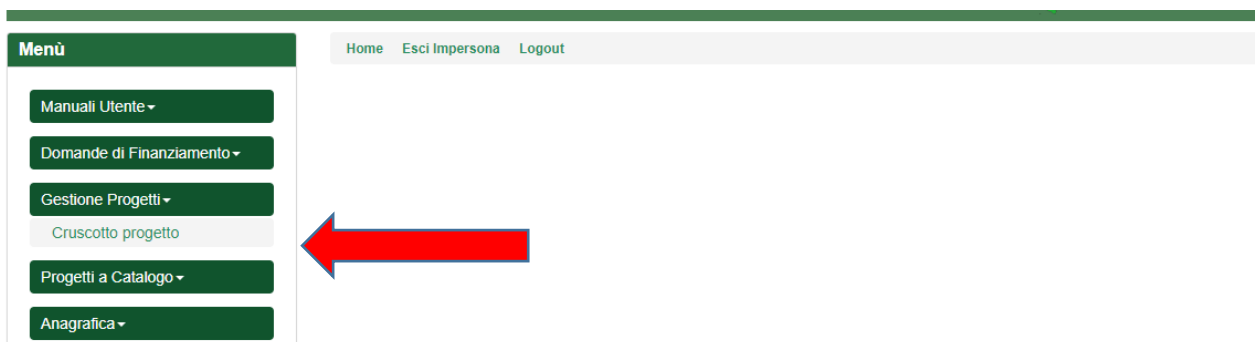 Menù
Home Esci Impersona Logout
Manuali Utente
Domande di Finanziamento
Gestione Progetti
Cruscotto progetto
Progetti a Catalogo
Anagrafica